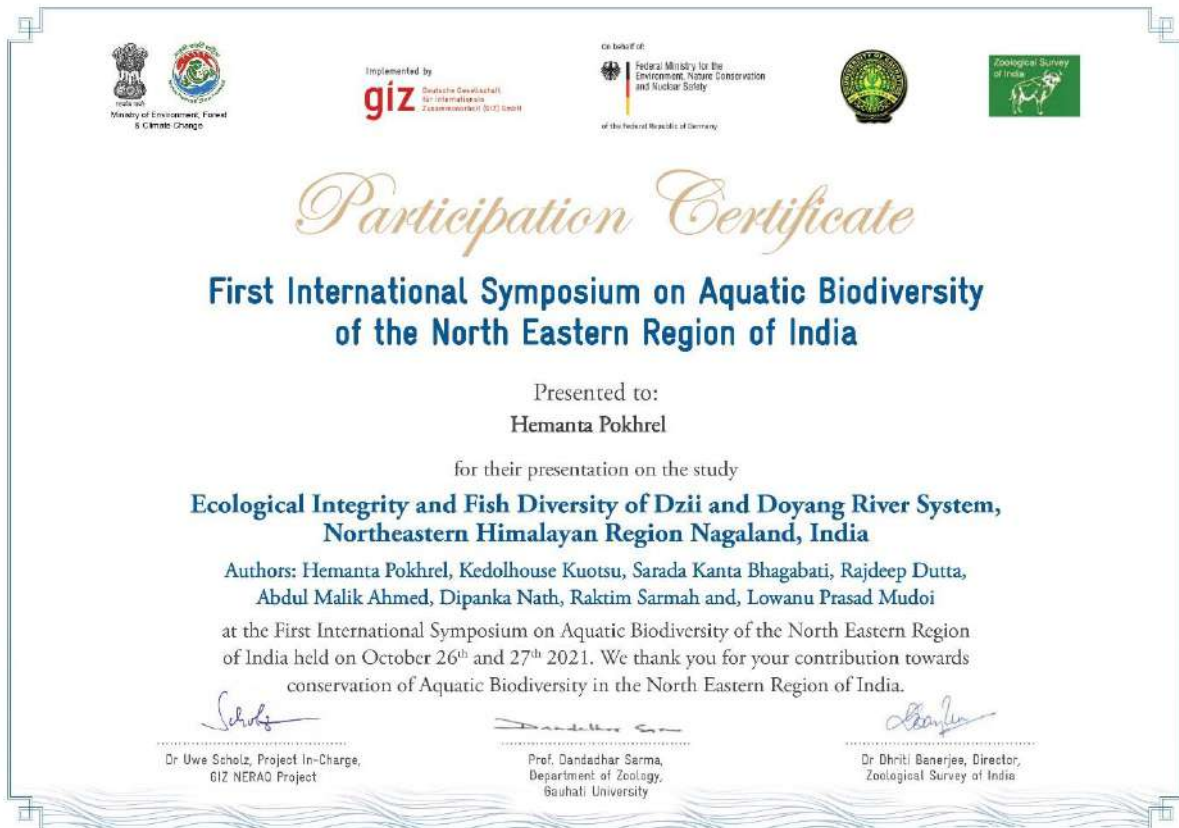 Ministry of Environment, Forest
& Climate Change
Implemented by
giz
Deutsche Gesellschaft
für Internationale
Zusammenarbeit (GIZ) GmbH
On behalf of:
Federal Ministry for the
Environment, Nature Conservation
and Nuclear Safety
of the Federal Republic of Germany
Zoological Survey
of India
Participation Certificate
First International Symposium on Aquatic Biodiversity
of the North Eastern Region of India
Presented to:
Hemanta Pokhrel
for their presentation on the study
Ecological Integrity and Fish Diversity of Dzii and Doyang River System,
Northeastern Himalayan Region Nagaland, India
Authors: Hemanta Pokhrel, Kedolhouse Kuotsu, Sarada Kanta Bhagabati, Rajdeep Dutta,
Abdul Malik Ahmed, Dipanka Nath, Raktim Sarmah and, Lowanu Prasad Mudoi
at the First International Symposium on Aquatic Biodiversity of the North Eastern Region
of India held on October 26th and 27th 2021. We thank you for your contribution towards
conservation of Aquatic Biodiversity in the North Eastern Region of India.
Scholz
Dr Uwe Scholz, Project In-Charge,
GIZ NERAQ Project
Prof. Dandadhar Sarma,
Department of Zoology,
Gauhati University
Dr Dhriti Banerjee, Director,
Zoological Survey of India